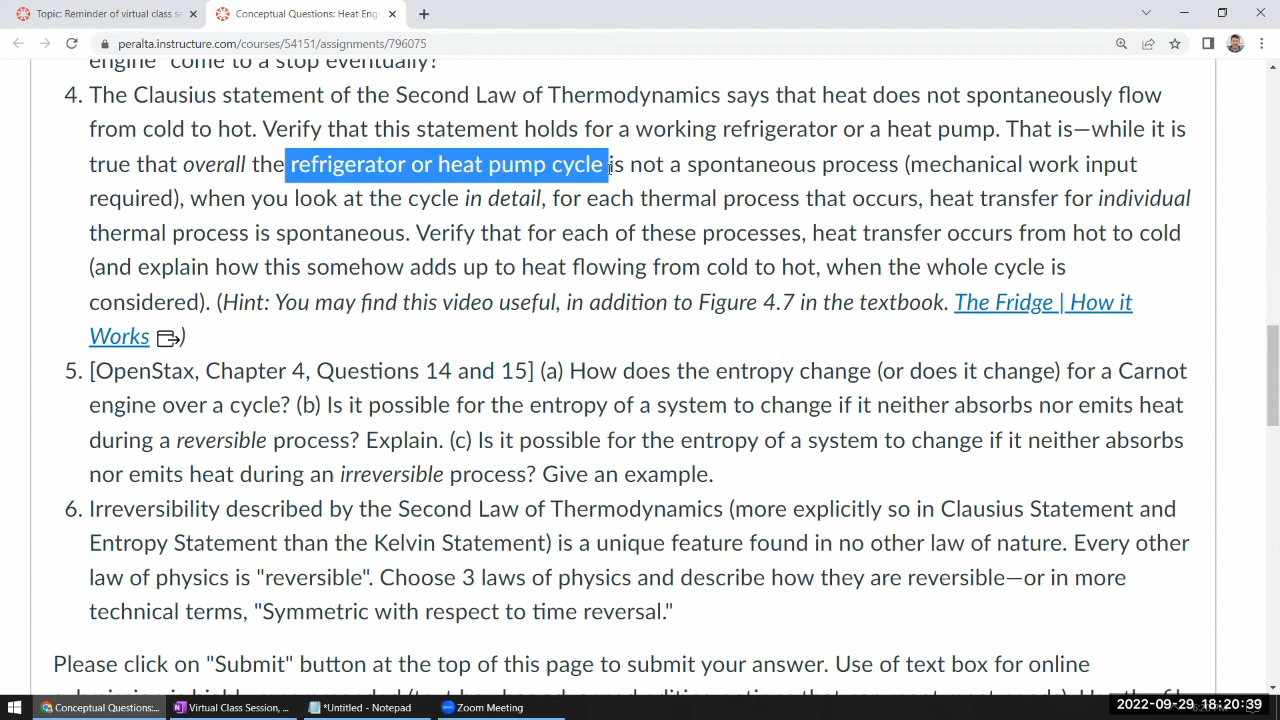 Topic: Reminder of virtual class se
Conceptual Questions: Heat Eng
peralta.instructure.com/courses/54151/assignments/796075
engine" come to a stop eventually?
4. The Clausius statement of the Second Law of Thermodynamics says that heat does not spontaneously flow
from cold to hot. Verify that this statement holds for a working refrigerator or a heat pump. That is—while it is
true that overall the refrigerator or heat pump cycle is not a spontaneous process (mechanical work input
required), when you look at the cycle in detail, for each thermal process that occurs, heat transfer for individual
thermal process is spontaneous. Verify that for each of these processes, heat transfer occurs from hot to cold
(and explain how this somehow adds up to heat flowing from cold to hot, when the whole cycle is
considered). (Hint: You may find this video useful, in addition to Figure 4.7 in the textbook. The Fridge | How it
Works )
5. [OpenStax, Chapter 4, Questions 14 and 15] (a) How does the entropy change (or does it change) for a Carnot
engine over a cycle? (b) Is it possible for the entropy of a system to change if it neither absorbs nor emits heat
during a reversible process? Explain. (c) Is it possible for the entropy of a system to change if it neither absorbs
nor emits heat during an irreversible process? Give an example.
6. Irreversibility described by the Second Law of Thermodynamics (more explicitly so in Clausius Statement and
Entropy Statement than the Kelvin Statement) is a unique feature found in no other law of nature. Every other
law of physics is "reversible". Choose 3 laws of physics and describe how they are reversible—or in more
technical terms, "Symmetric with respect to time reversal."
Please click on "Submit" button at the top of this page to submit your answer. Use of text box for online
Conceptual Questions:...
Virtual Class Session, ...
*Untitled - Notepad
Zoom Meeting
2022-09-29 18:20:39